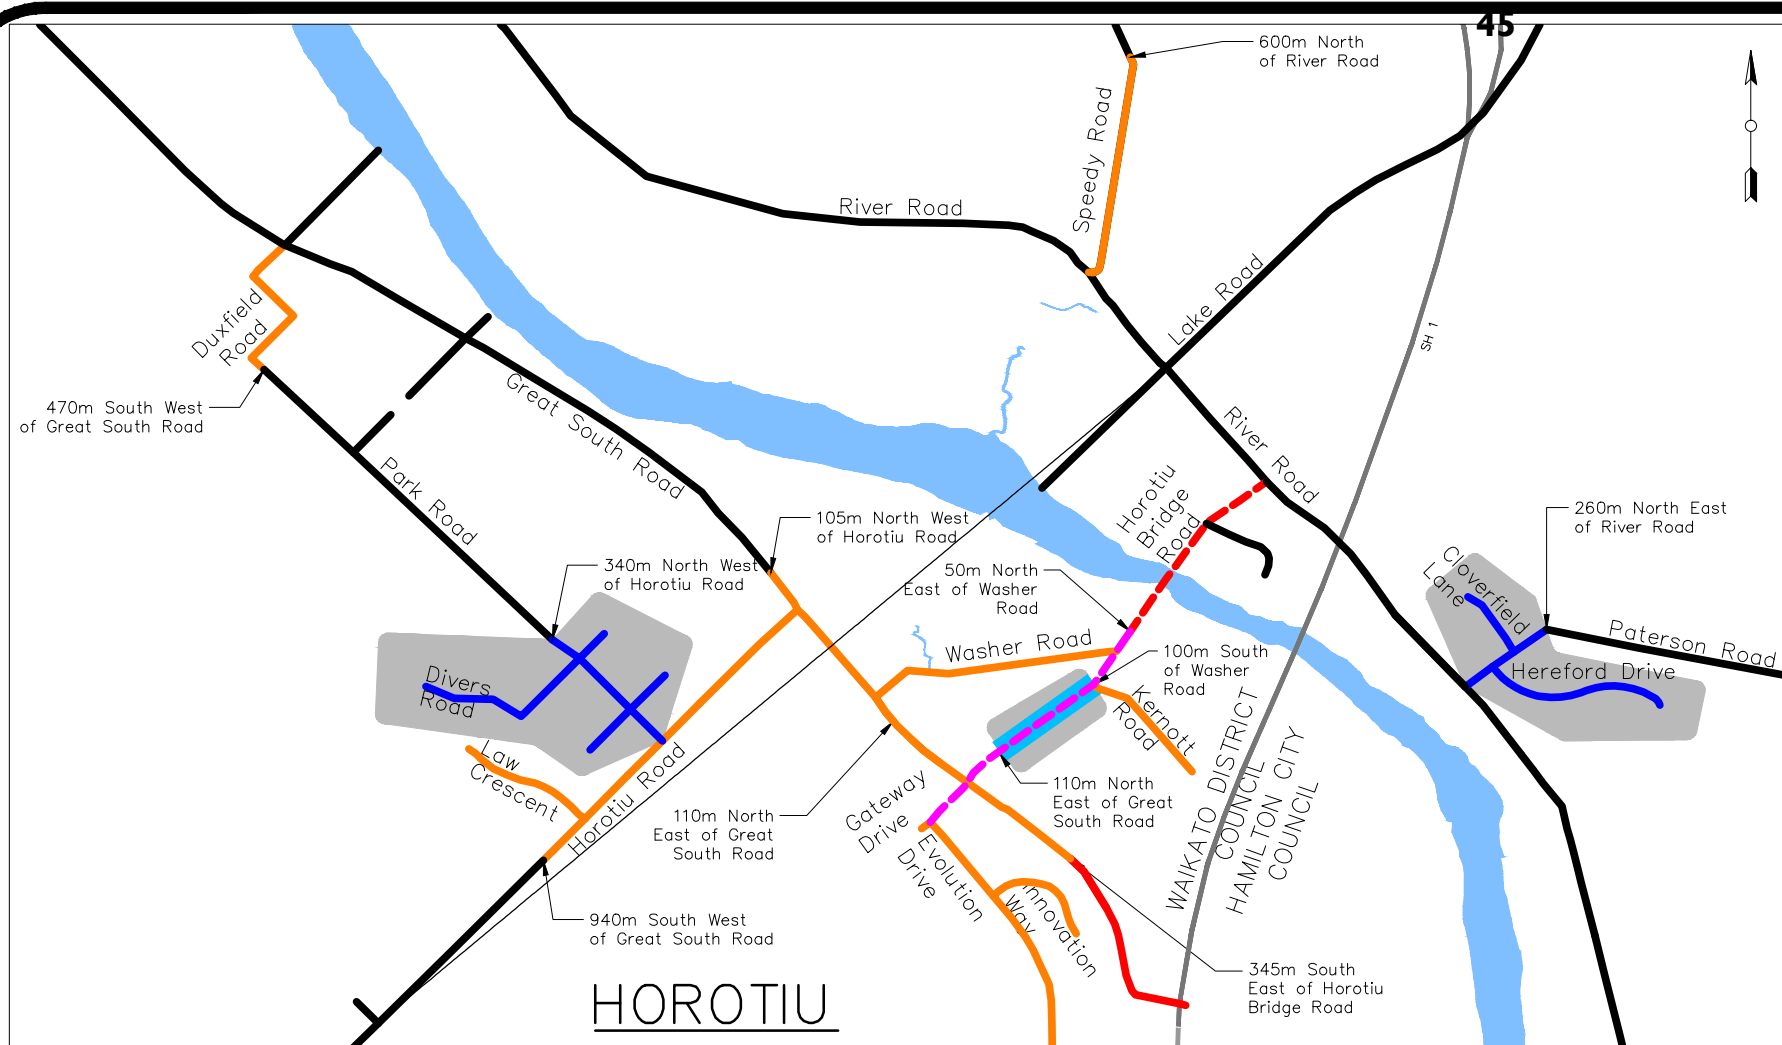 45
600m North
of River Road
Speedy Road
River Road
Lake Road
SH 1
Duxfield
Road
470m South West
of Great South Road
Great South Road
Park Road
River Road
Horotiu
Bridge
Road
105m North West
of Horotiu Road
260m North East
of River Road
340m North West
of Horotiu Road
50m North
East of Washer
Road
Cloverfield
Lane
Paterson Road
Washer Road
100m South
of Washer
Road
Hereford Drive
Divers
Road
Kernott
Road
Law
Crescent
Horotiu Road
WAIKATO DISTRICT
COUNCIL
HAMILTON CITY
COUNCIL
110m North
East of Great
South Road
Gateway
Drive
110m North
East of Great
South Road
Evolution
Drive
Innovation
Way
940m South West
of Great South Road
345m South
East of Horotiu
Bridge Road
HOROTIU